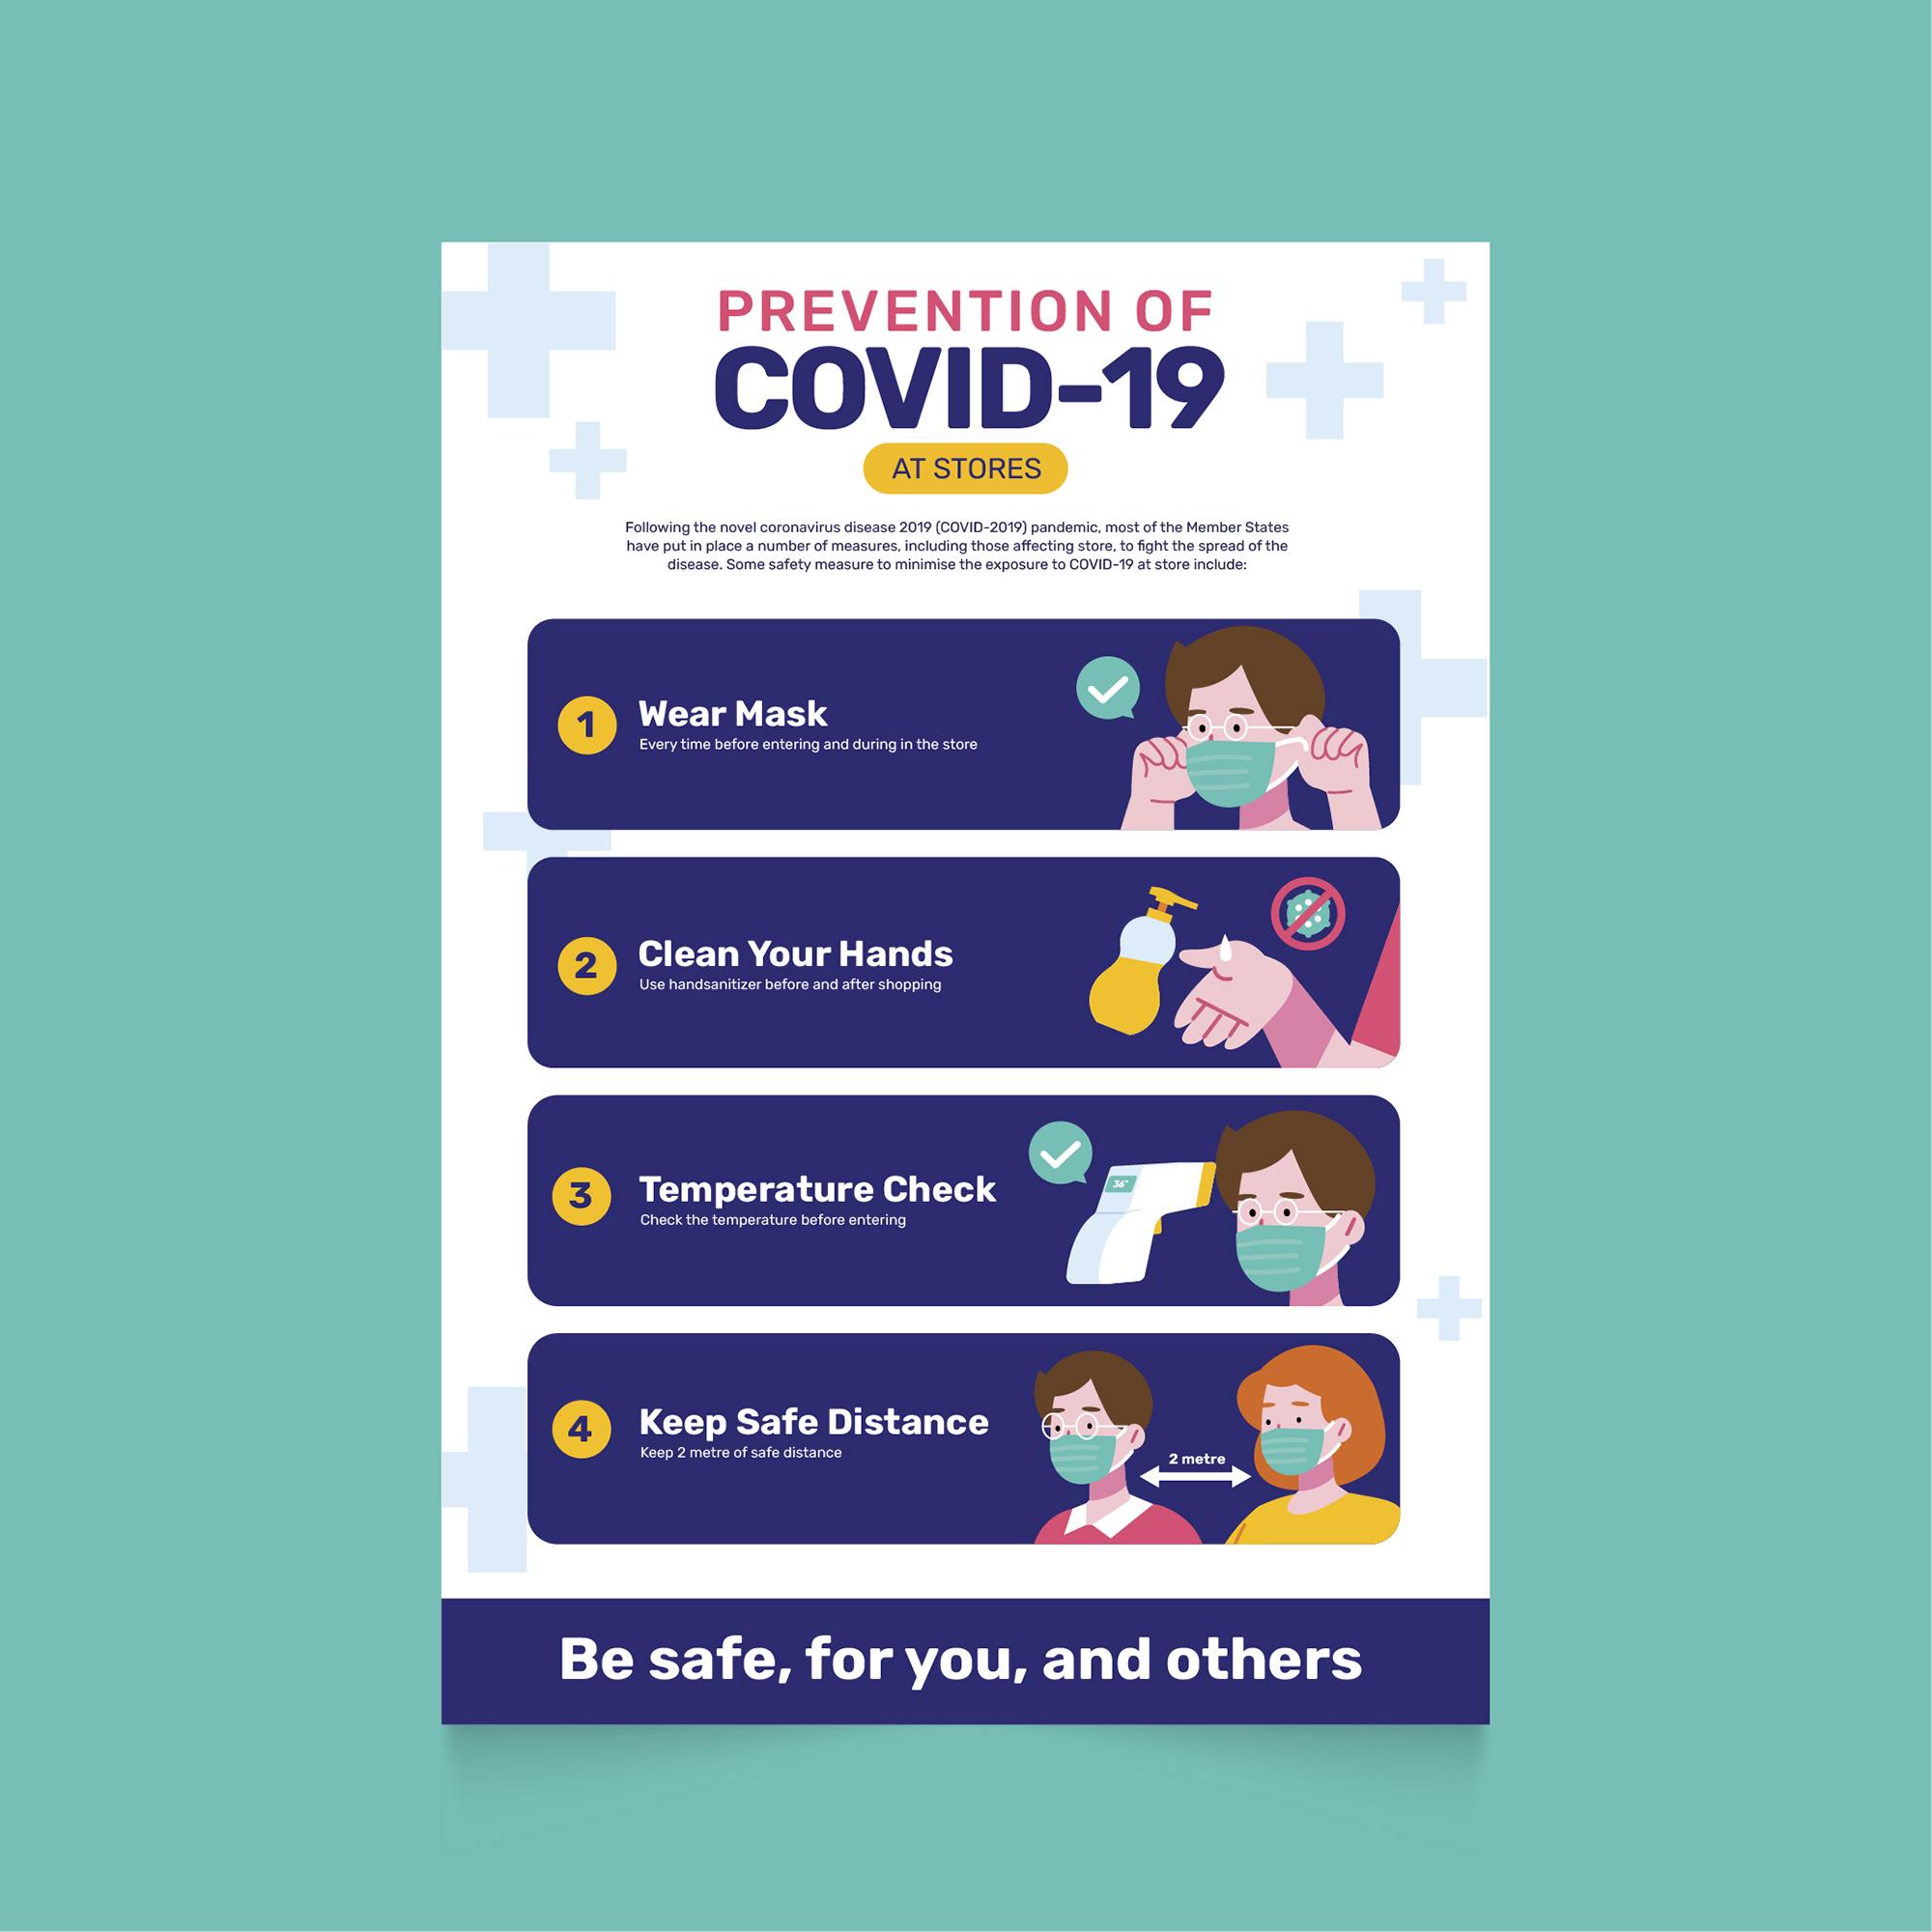 PREVENTION OF
COVID-19
AT STORES
Following the novel coronavirus disease 2019 (COVID-2019) pandemic, most of the Member States
have put in place a number of measures, including those affecting store, to fight the spread of the
disease. Some safety measure to minimise the exposure to COVID-19 at store include:
1
Wear Mask
Every time before entering and during in the store
2
Clean Your Hands
Use handsanitizer before and after shopping
3
Temperature Check
Check the temperature before entering
36°
4
Keep Safe Distance
Keep 2 metre of safe distance
2 metre
Be safe, for you, and others